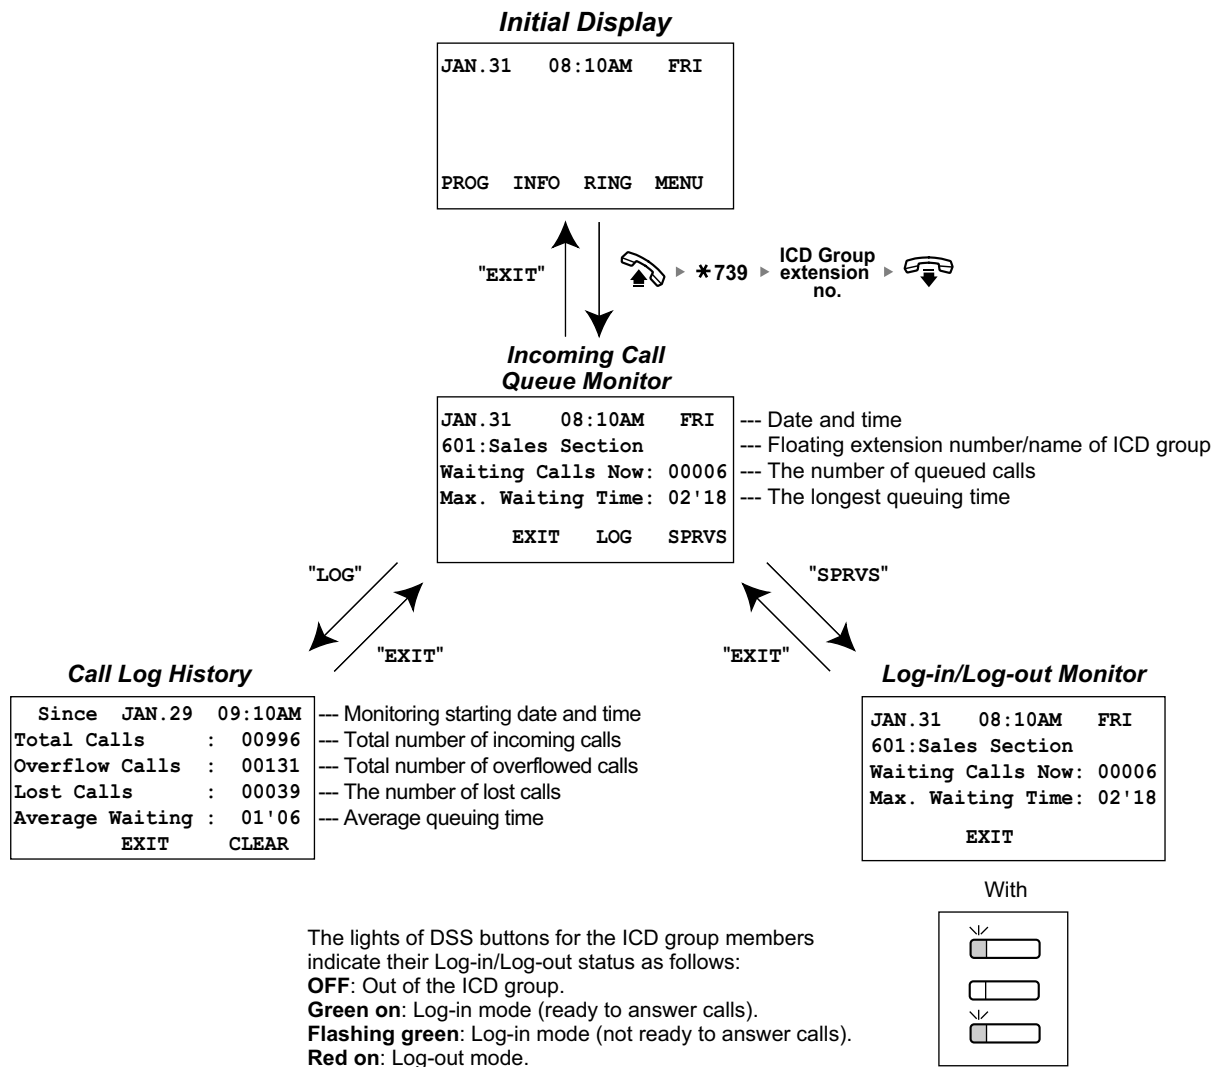 Initial Display
JAN.31 08:10AM FRI
PROG INFO RING MENU
"EXIT"
*739
ICD Group
extension
no.
Incoming Call
Queue Monitor
JAN.31 08:10AM FRI --- Date and time
601:Sales Section --- Floating extension number/name of ICD group
Waiting Calls Now: 00006 --- The number of queued calls
Max. Waiting Time: 02'18 --- The longest queuing time
EXIT LOG SPRVS
"LOG"
"EXIT"
"SPRVS"
"EXIT"
Call Log History
Since JAN.29 09:10AM --- Monitoring starting date and time
Total Calls : 00996 --- Total number of incoming calls
Overflow Calls : 00131 --- Total number of overflowed calls
Lost Calls : 00039 --- The number of lost calls
Average Waiting : 01'06 --- Average queuing time
EXIT CLEAR
Log-in/Log-out Monitor
JAN.31 08:10AM FRI
601:Sales Section
Waiting Calls Now: 00006
Max. Waiting Time: 02'18
EXIT
With
The lights of DSS buttons for the ICD group members
indicate their Log-in/Log-out status as follows:
OFF: Out of the ICD group.
Green on: Log-in mode (ready to answer calls).
Flashing green: Log-in mode (not ready to answer calls).
Red on: Log-out mode.